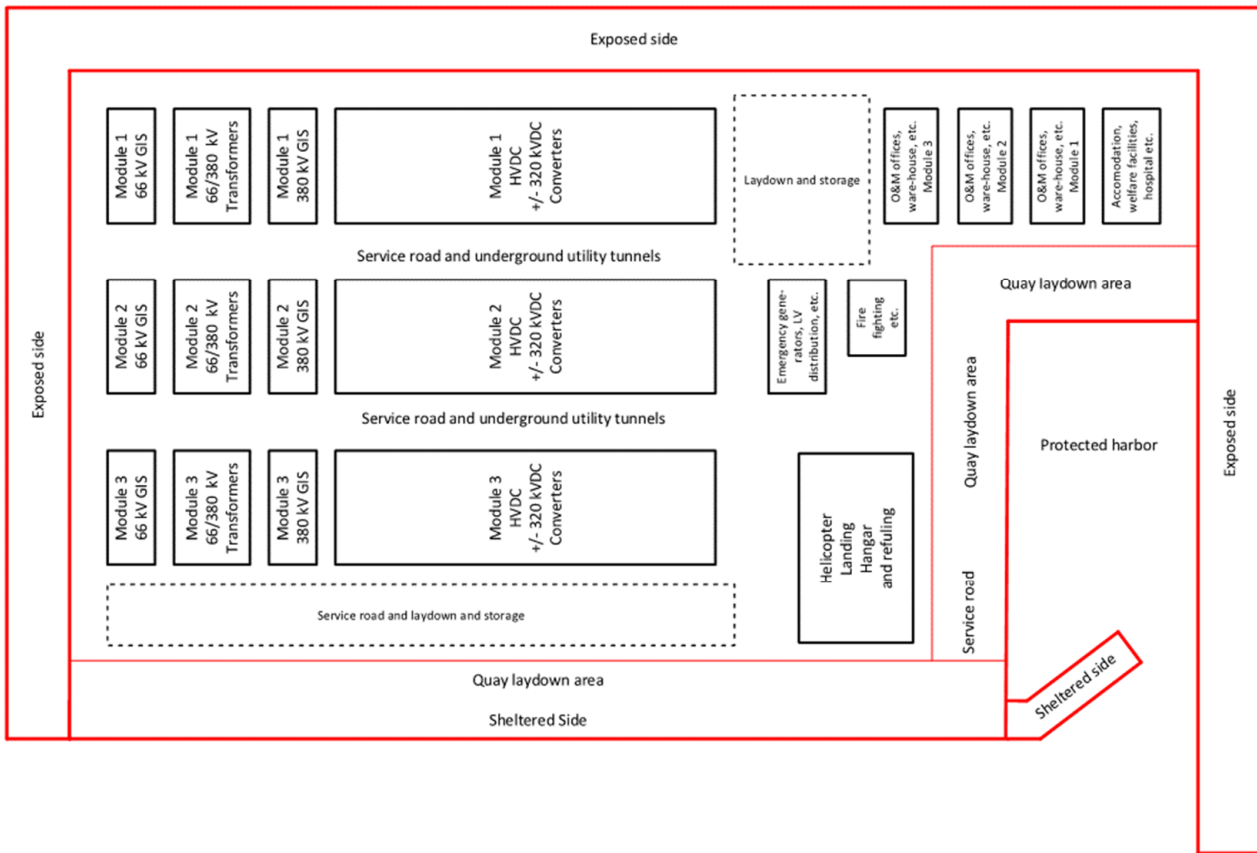 Exposed side
Exposed side
Module 1
66 kV GIS
Module 1
66/380  kV
Transformers
Module 1
380 kV GIS
Module 1
HVDC
+/- 320 kVDC
Converters
Laydown and storage
O&M offices,
ware-house, etc.
Module 3
O&M offices,
ware-house, etc.
Module 2
O&M offices,
ware-house, etc.
Module 1
Accomodation,
welfare facilities,
hospital etc.
Service road and underground utility tunnels
Quay laydown area
Module 2
66 kV GIS
Module 2
66/380  kV
Transformers
Module 2
380 kV GIS
Module 2
HVDC
+/- 320 kVDC
Converters
Emergency gene-
rators, LV
distribution, etc.
Fire
fighting
etc.
Quay laydown area
Protected harbor
Exposed side
Service road and underground utility tunnels
Module 3
66 kV GIS
Module 3
66/380  kV
Transformers
Module 3
380 kV GIS
Module 3
HVDC
+/- 320 kVDC
Converters
Helicopter
Landing
Hangar
and refuling
Service road
Service road and laydown and storage
Quay laydown area
Sheltered Side
Sheltered side